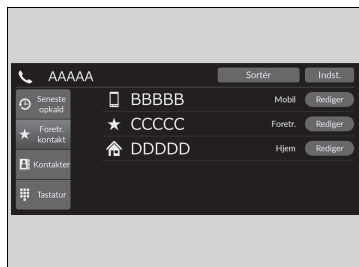 AAAAA
Sortér
Indst.
Seneste
opkald
BBBBB
Mobil
Rediger
Foretr.
kontakt
CCCCC
Foretr.
Rediger
Kontakter
DDDDD
Hjem
Rediger
Tastatur